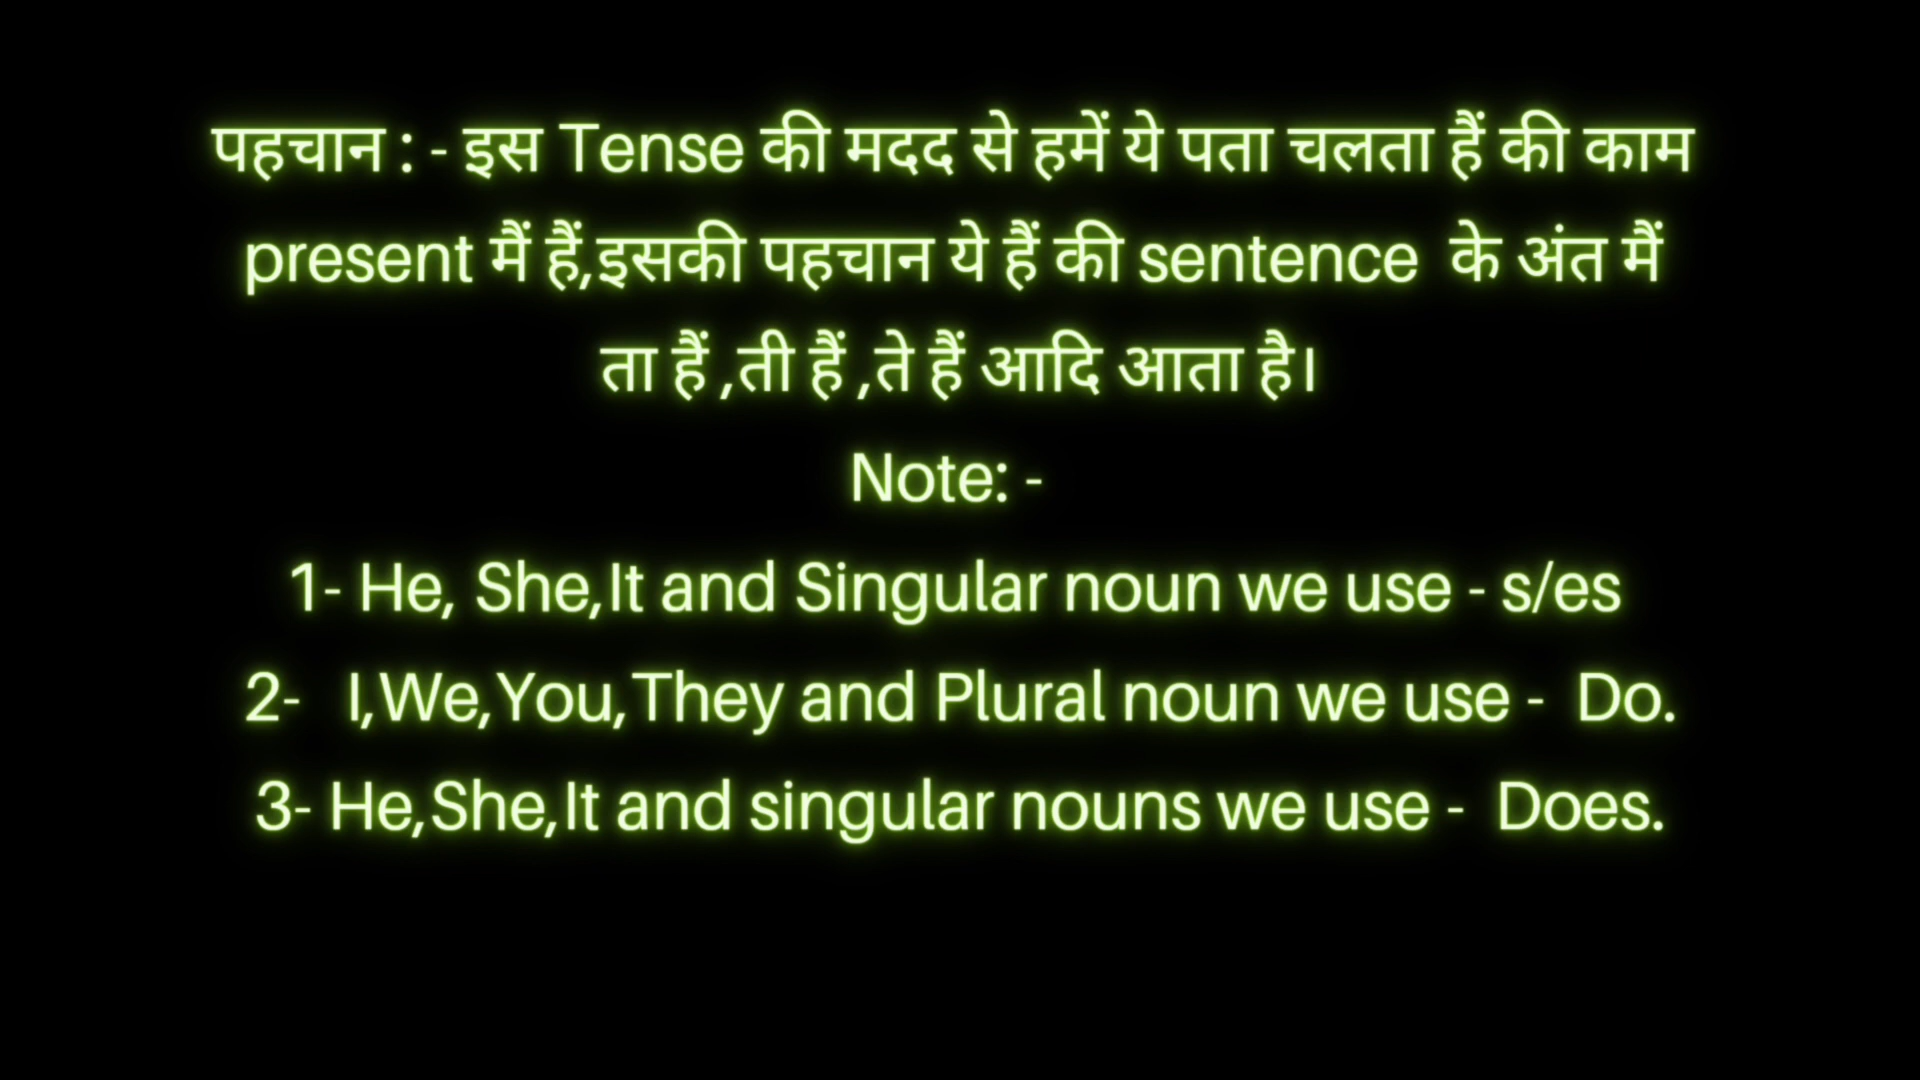 पहचान : - इस Tense की मदद से हमें ये पता चलता हैं की काम
present मैं हैं,इसकी पहचान ये हैं की sentence  के अंत मैं
ता हैं ,ती हैं ,ते हैं आदि आता है।
Note: -
1- He, She,It and Singular noun we use - s/es
2-   I,We,You,They and Plural noun we use -  Do.
3- He,She,It and singular nouns we use -  Does.